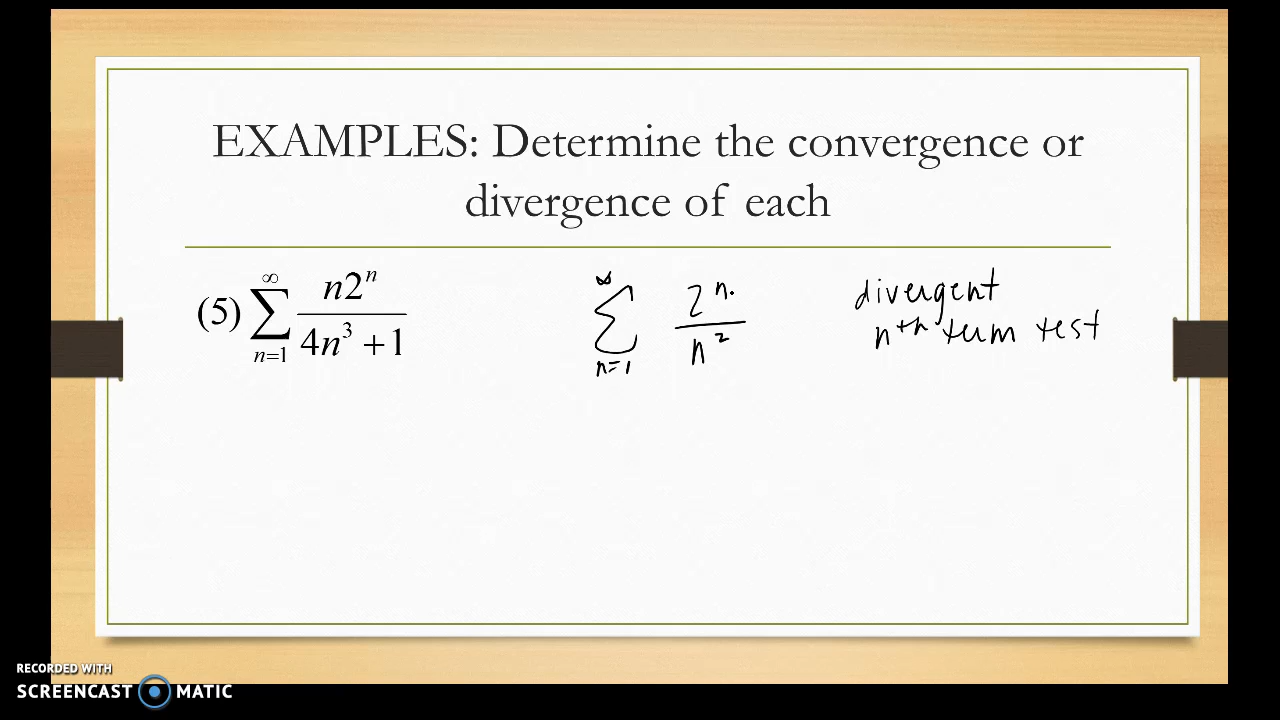 EXAMPLES: Determine the convergence or
divergence of each
(5) ∑_{n=1}^{∞} n2^n / (4n^3 + 1)
∑_{n=1}^{∞} 2^n / n^2
divergent
nth term test
RECORDED WITH
SCREENCAST MATIC